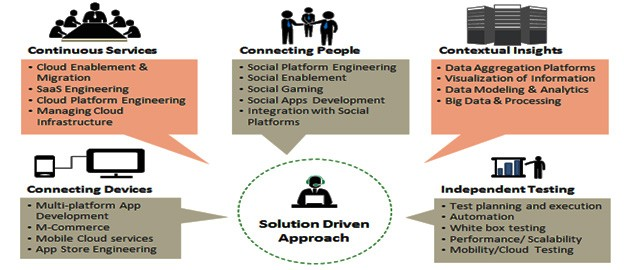 Continuous Services
• Cloud Enablement &
Migration
• SaaS Engineering
• Cloud Platform Engineering
• Managing Cloud
Infrastructure
Connecting People
• Social Platform Engineering
• Social Enablement
• Social Gaming
• Social Apps Development
• Integration with Social
Platforms
Contextual Insights
• Data Aggregation Platforms
• Visualization of Information
• Data Modeling & Analytics
• Big Data & Processing
Connecting Devices
• Multi-platform App
Development
• M-Commerce
• Mobile Cloud services
• App Store Engineering
Solution Driven
Approach
Independent Testing
• Test planning and execution
• Automation
• White box testing
• Performance/ Scalability
• Mobility/Cloud Testing